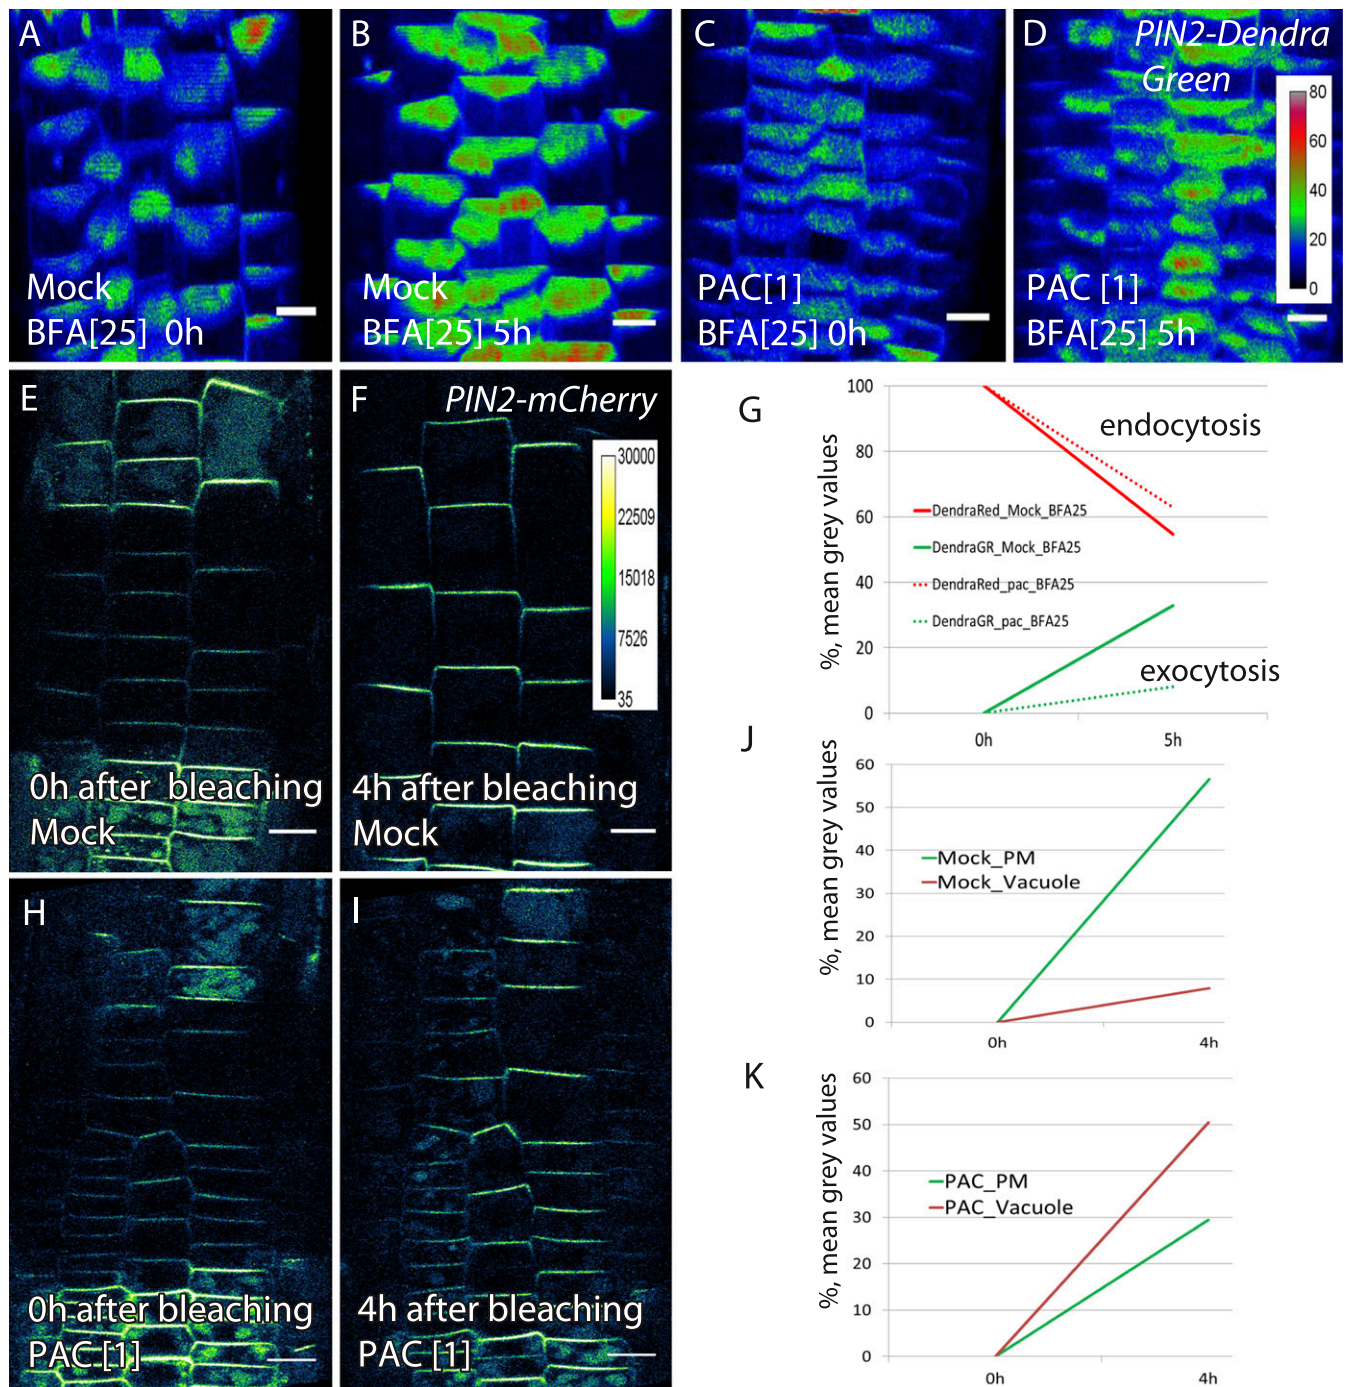 A
Mock
BFA[25] 0h
B
Mock
BFA[25] 5h
C
PAC[1]
BFA[25] 0h
D
PIN2-Dendra
Green
80
60
40
20
0
PAC [1]
BFA[25] 5h
E
0h after bleaching
Mock
F
PIN2-mCherry
30000
22509
15018
7526
35
4h after bleaching
Mock
G
%, mean grey values
100
80
60
40
20
0
endocytosis
DendraRed_Mock_BFA25
DendraGR_Mock_BFA25
DendraRed_pac_BFA25
DendraGR_pac_BFA25
exocytosis
0h
5h
H
0h after bleaching
PAC [1]
I
4h after bleaching
PAC [1]
J
%, mean grey values
60
50
40
30
20
10
0
Mock_PM
Mock_Vacuole
0h
4h
K
%, mean grey values
60
50
40
30
20
10
0
PAC_PM
PAC_Vacuole
0h
4h